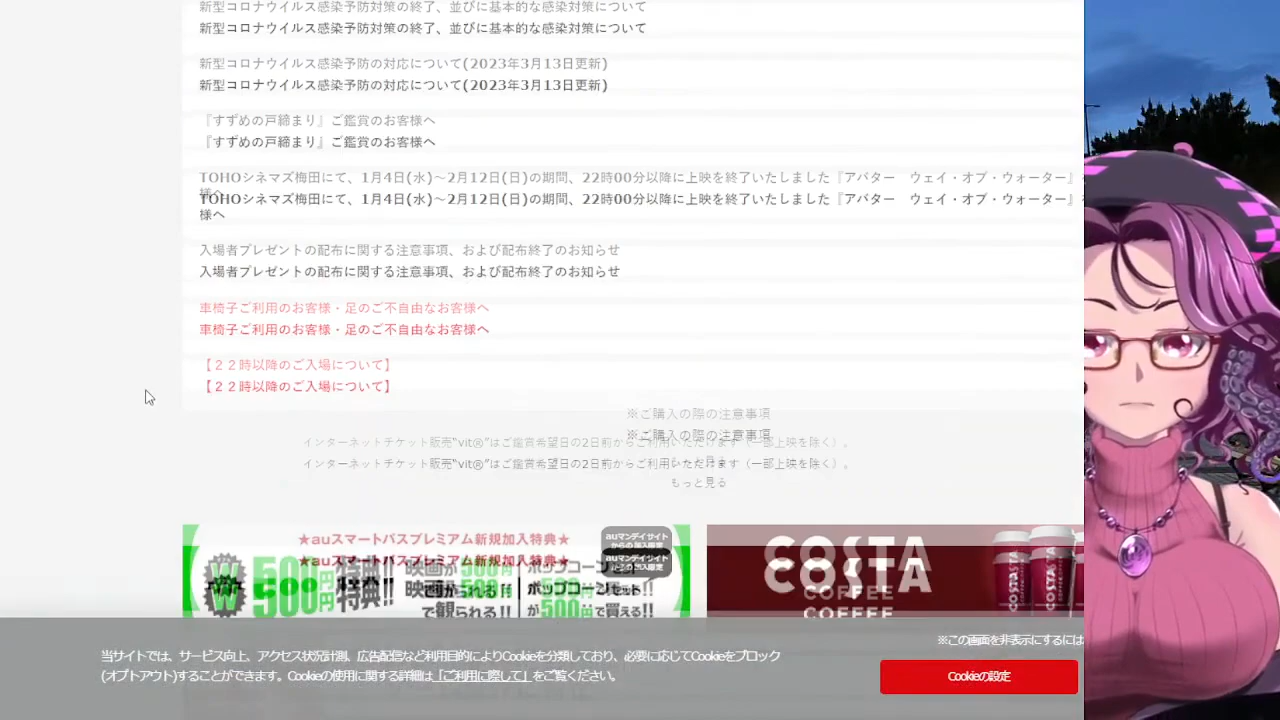 新型コロナウイルス感染予防対策の終了、並びに基本的な感染対策について
新型コロナウイルス感染予防対策の終了、並びに基本的な感染対策について
新型コロナウイルス感染予防の対応について(2023年3月13日更新)
新型コロナウイルス感染予防の対応について(2023年3月13日更新)
『すずめの戸締まり』ご鑑賞のお客様へ
『すずめの戸締まり』ご鑑賞のお客様へ
TOHOシネマズ梅田にて、1月4日(水)～2月12日(日)の期間、22時00分以降に上映を終了いたしました『アバター　ウェイ・オブ・ウォーター』
様へ
TOHOシネマズ梅田にて、1月4日(水)～2月12日(日)の期間、22時00分以降に上映を終了いたしました『アバター　ウェイ・オブ・ウォーター』
様へ
入場者プレゼントの配布に関する注意事項、および配布終了のお知らせ
入場者プレゼントの配布に関する注意事項、および配布終了のお知らせ
車椅子ご利用のお客様・足のご不自由なお客様へ
車椅子ご利用のお客様・足のご不自由なお客様へ
【２２時以降のご入場について】
【２２時以降のご入場について】
※ご購入の際の注意事項
※ご購入の際の注意事項
インターネットチケット販売“vit®”はご鑑賞希望日の2日前からご利用いただけます（一部上映を除く）。
インターネットチケット販売“vit®”はご鑑賞希望日の2日前からご利用いただけます（一部上映を除く）。
もっと見る
★auスマートパスプレミアム新規加入特典★
★auスマートパスプレミアム新規加入特典★
auマンデイサイト
からの加入限定
auマンデイサイト
からの加入限定
W 500円 特典!!
映画が500円
で観られる!!
ポップコーンセットが500円で買える!!
COSTA
COSTA
COFFEE
COFFEE
※この画面を非表示にするには
当サイトでは、サービス向上、アクセス状況計測、広告配信など利用目的によりCookieを分類しており、必要に応じてCookieをブロック
(オプトアウト)することができます。Cookieの使用に関する詳細は「ご利用に際して」をご覧ください。
Cookieの設定